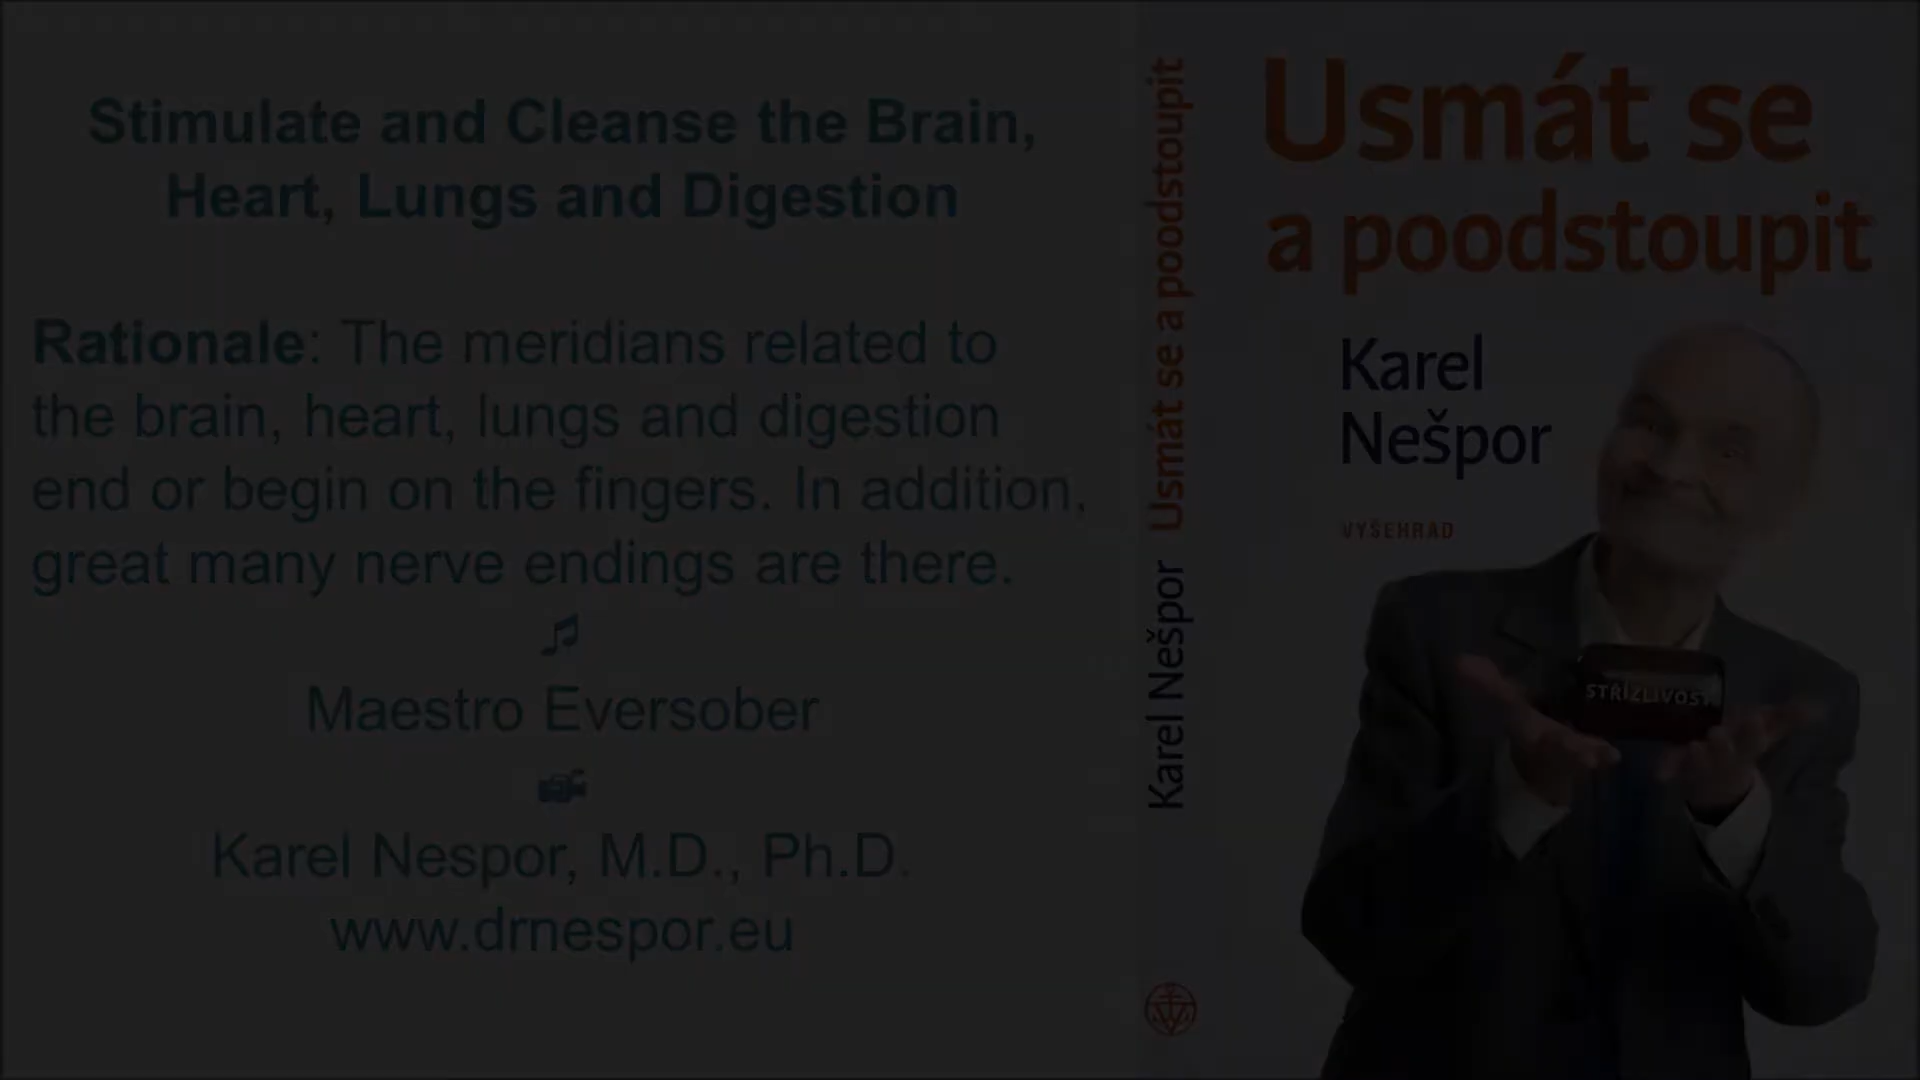 Stimulate and Cleanse the Brain,
Heart, Lungs and Digestion
Rationale: The meridians related to
the brain, heart, lungs and digestion
end or begin on the fingers. In addition,
great many nerve endings are there.
Maestro Eversober
Karel Nespor, M.D., Ph.D.
www.drnespor.eu
Karel Nešpor Usmát se a poodstoupit
Usmát se
a poodstoupit
Karel
Nešpor
VYŠEHRAD
STŘÍZLIVOST